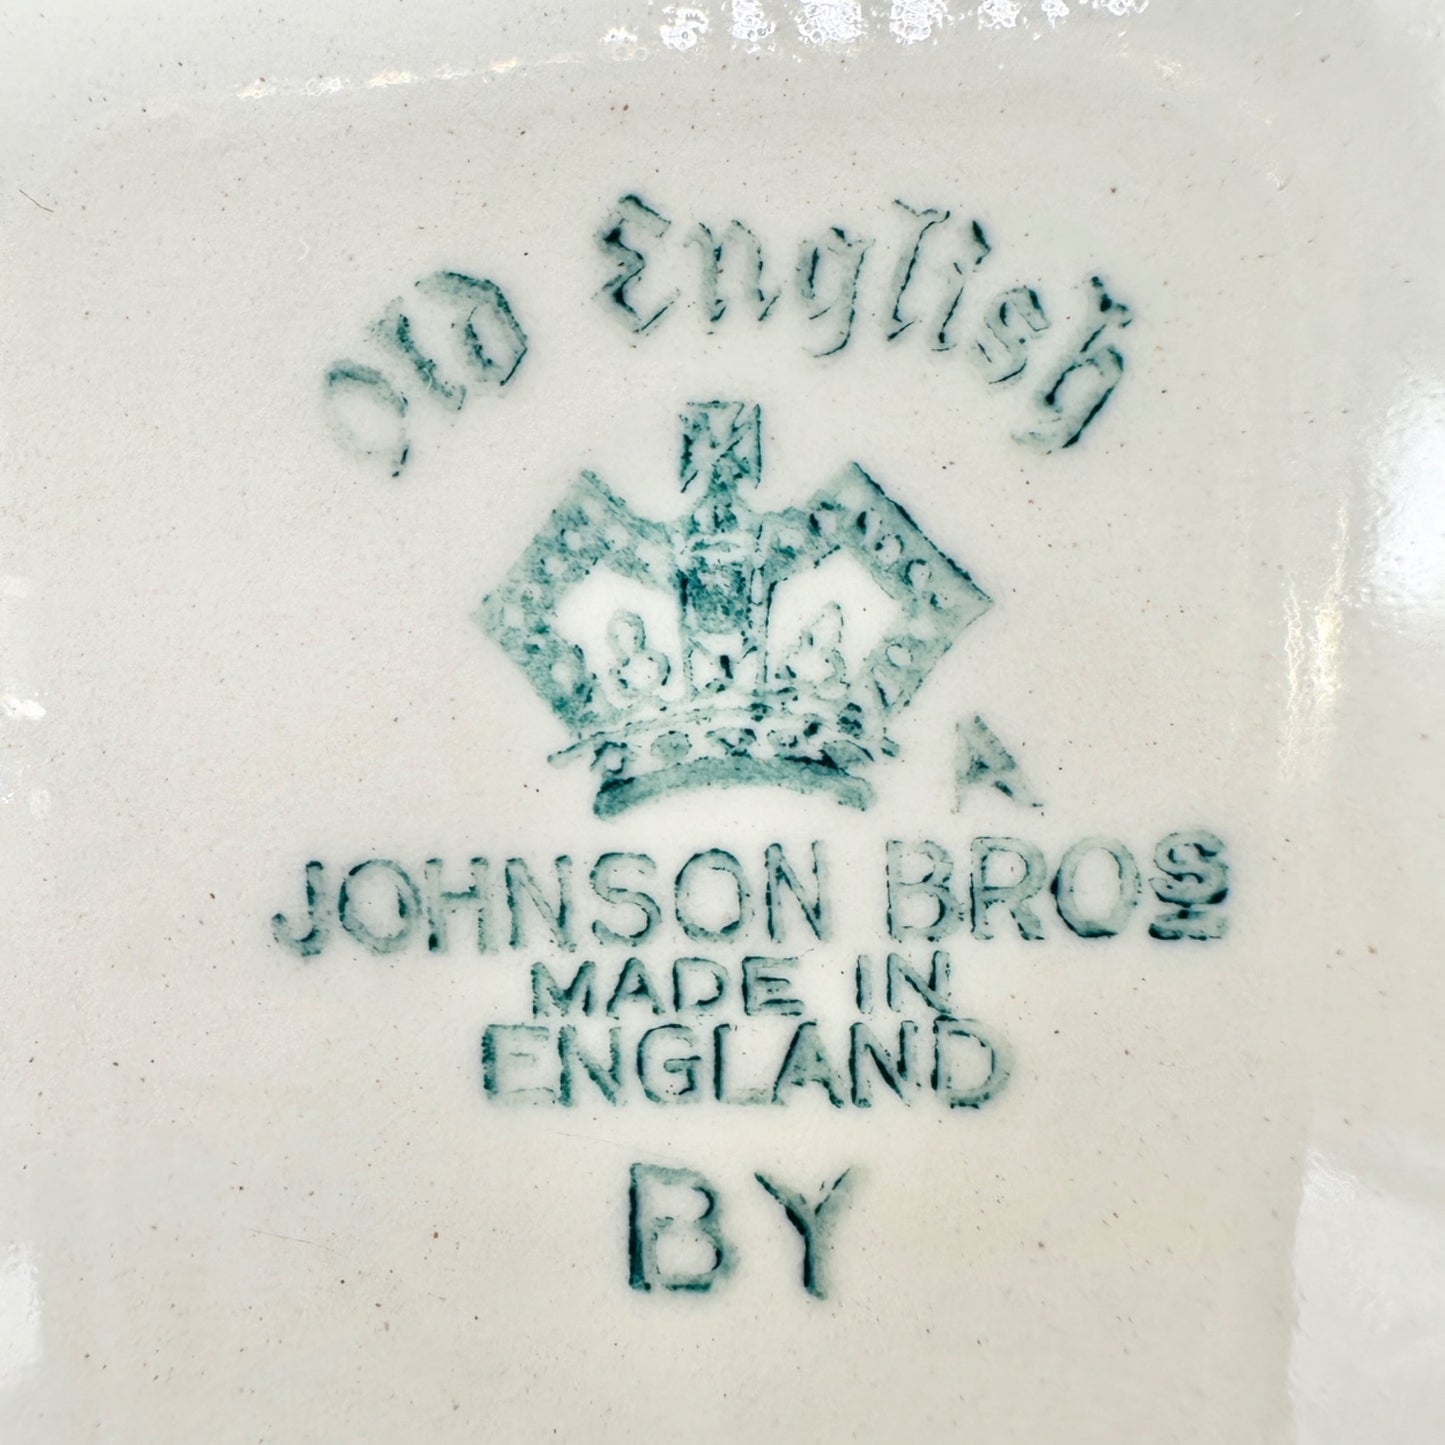 Old English
A
JOHNSON BROS
MADE IN
ENGLAND
BY